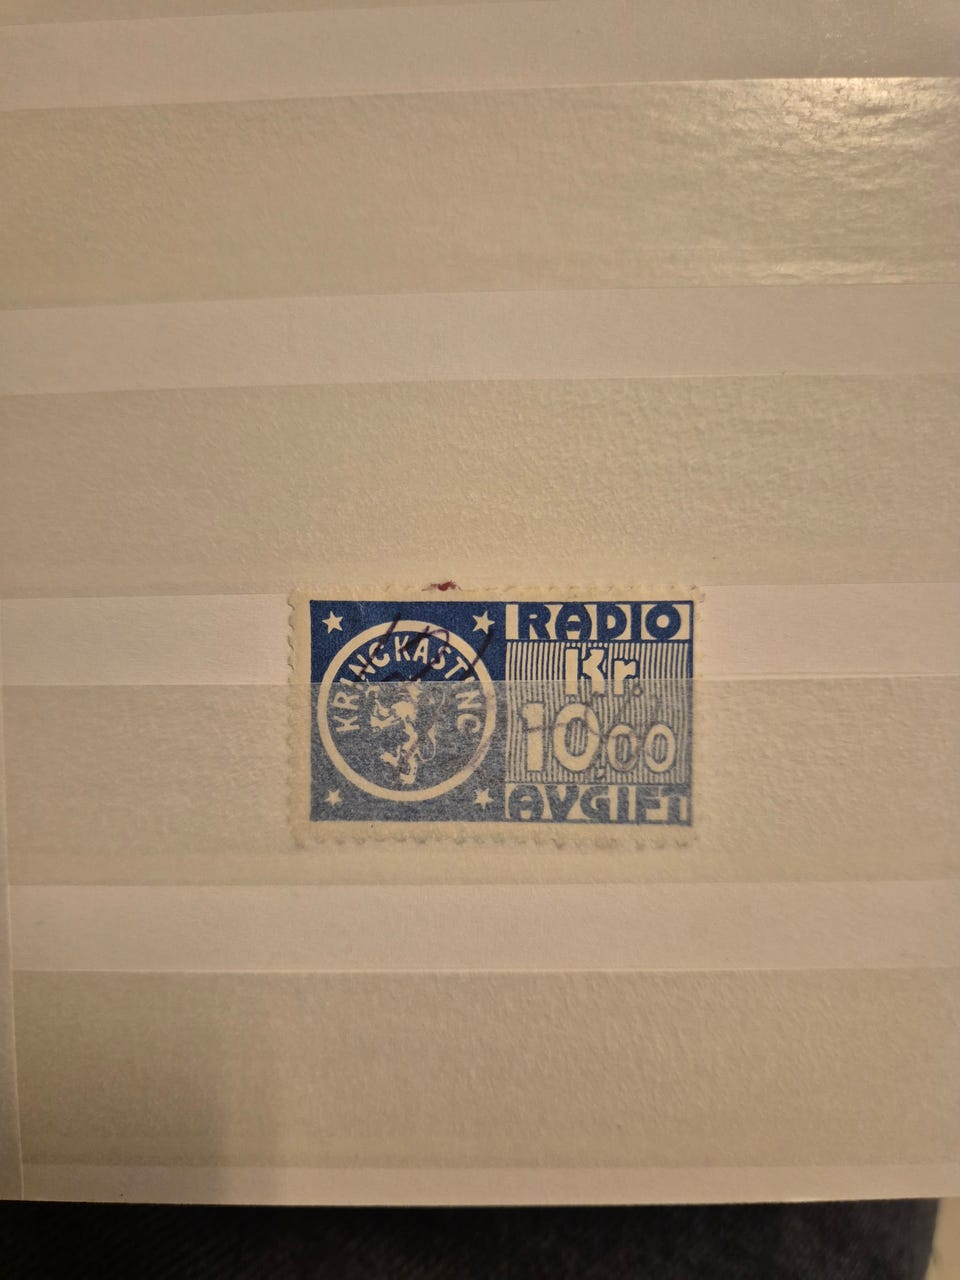 KRINGKASTING
RADIO
Kr.
10,00
AVGIFT